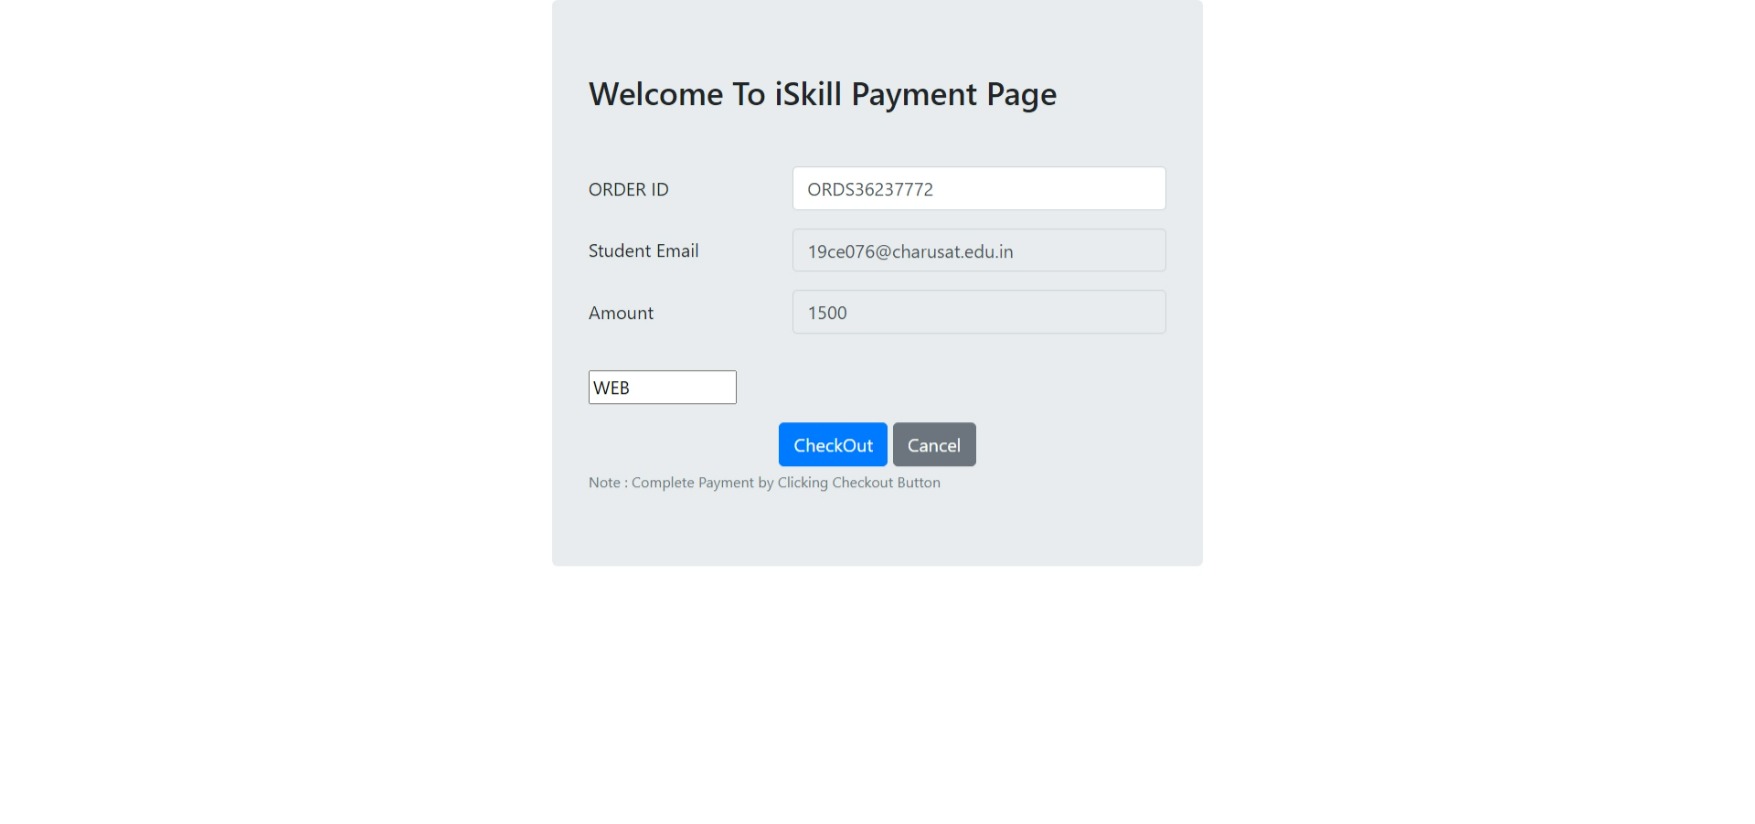 Welcome To iSkill Payment Page
ORDER ID ORDS36237772
Student Email 19ce076@charusat.edu.in
Amount 1500
WEB
CheckOut Cancel
Note : Complete Payment by Clicking Checkout Button